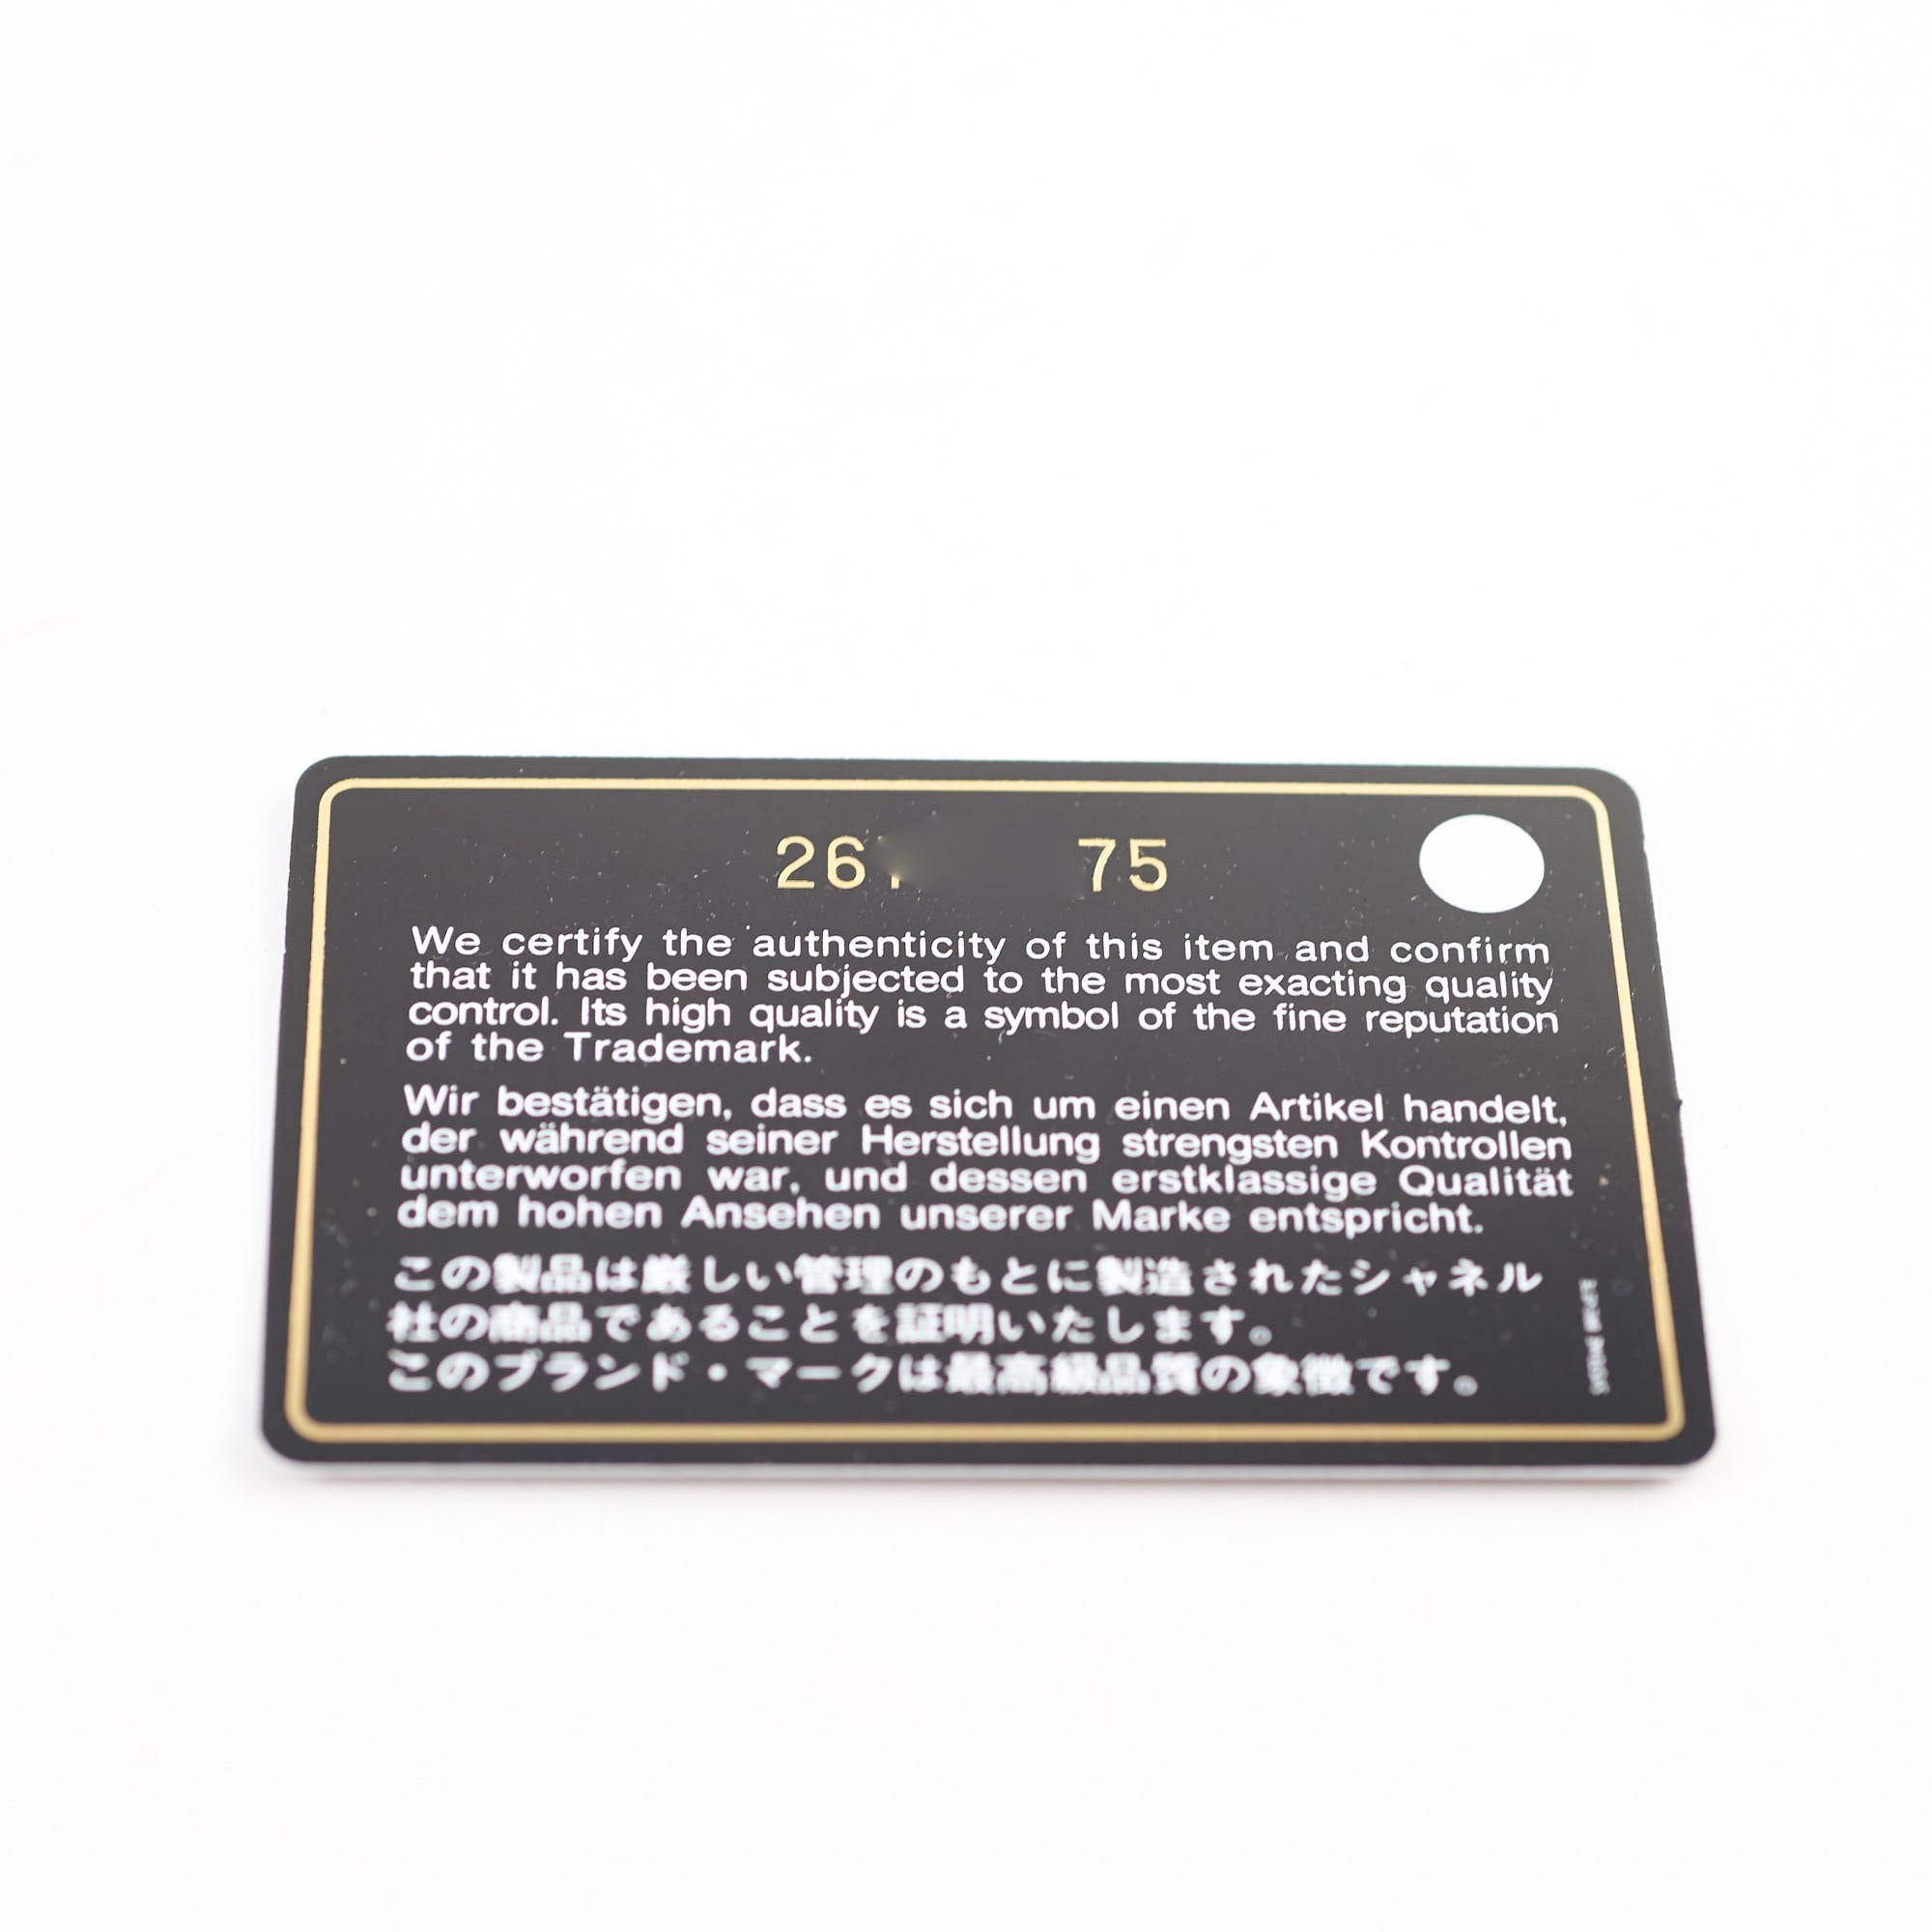 26 75
We certify the authenticity of this item and confirm
that it has been subjected to the most exacting quality
control. Its high quality is a symbol of the fine reputation
of the Trademark.
Wir bestätigen, dass es sich um einen Artikel handelt,
der während seiner Herstellung strengsten Kontrollen
unterworfen war, und dessen erstklassige Qualität
dem hohen Ansehen unserer Marke entspricht.
この製品は厳しい管理のもとに製造されたシャネル
社の商品であることを証明いたします。
このブランド・マークは最高級品質の象徴です。